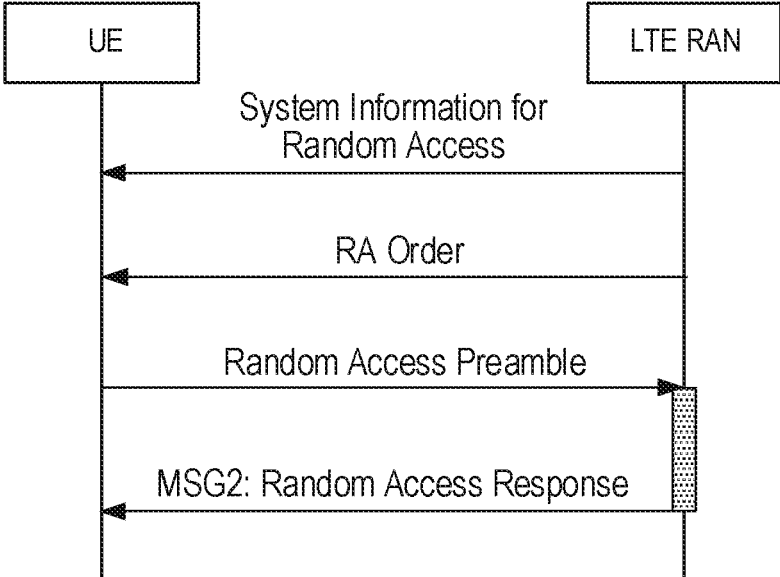 UE
LTE RAN
System Information for
Random Access
RA Order
Random Access Preamble
MSG2: Random Access Response